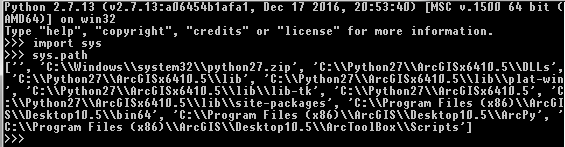 Python 2.7.13 (v2.7.13:a06454b1afa1, Dec 17 2016, 20:53:40) [MSC v.1500 64 bit (
AMD64)] on win32
Type "help", "copyright", "credits" or "license" for more information.
>>> import sys
>>> sys.path
['', 'C:\\Windows\\system32\\python27.zip', 'C:\\Python27\\ArcGISx6410.5\\DLLs',
 'C:\\Python27\\ArcGISx6410.5\\lib', 'C:\\Python27\\ArcGISx6410.5\\lib\\plat-win
', 'C:\\Python27\\ArcGISx6410.5\\lib\\lib-tk', 'C:\\Python27\\ArcGISx6410.5', 'C
:\\Python27\\ArcGISx6410.5\\lib\\site-packages', 'C:\\Program Files (x86)\\ArcGI
S\\Desktop10.5\\bin64', 'C:\\Program Files (x86)\\ArcGIS\\Desktop10.5\\ArcPy', '
C:\\Program Files (x86)\\ArcGIS\\Desktop10.5\\ArcToolBox\\Scripts']
>>>